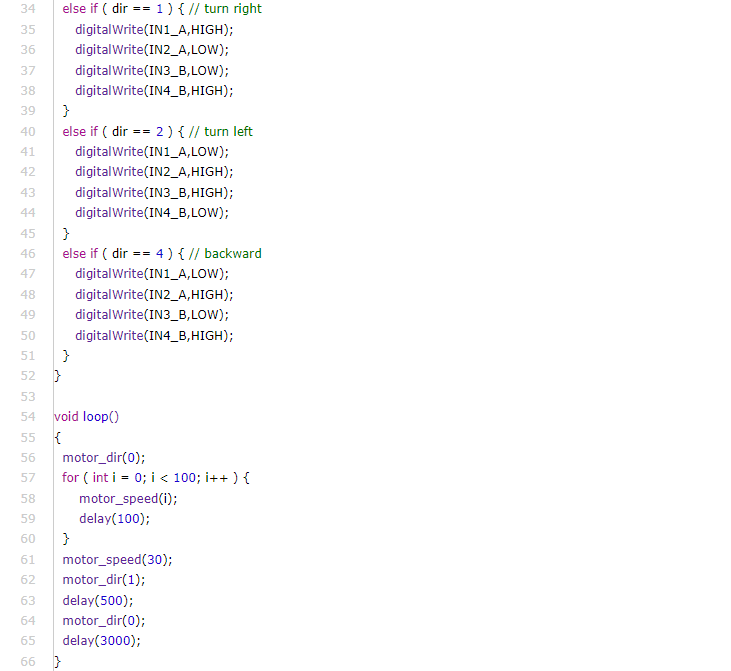 34 else if ( dir == 1 ) { // turn right
35 digitalWrite(IN1_A,HIGH);
36 digitalWrite(IN2_A,LOW);
37 digitalWrite(IN3_B,LOW);
38 digitalWrite(IN4_B,HIGH);
39 }
40 else if ( dir == 2 ) { // turn left
41 digitalWrite(IN1_A,LOW);
42 digitalWrite(IN2_A,HIGH);
43 digitalWrite(IN3_B,HIGH);
44 digitalWrite(IN4_B,LOW);
45 }
46 else if ( dir == 4 ) { // backward
47 digitalWrite(IN1_A,LOW);
48 digitalWrite(IN2_A,HIGH);
49 digitalWrite(IN3_B,LOW);
50 digitalWrite(IN4_B,HIGH);
51 }
52 }
53
54 void loop()
55 {
56 motor_dir(0);
57 for ( int i = 0; i < 100; i++ ) {
58 motor_speed(i);
59 delay(100);
60 }
61 motor_speed(30);
62 motor_dir(1);
63 delay(500);
64 motor_dir(0);
65 delay(3000);
66 }